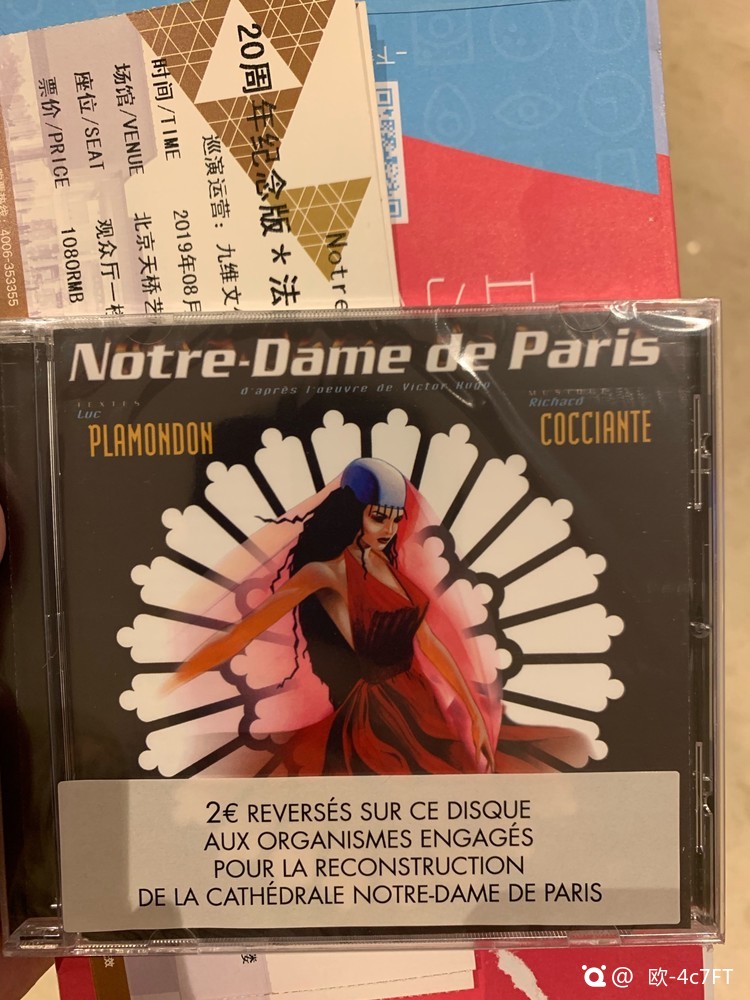 20周年纪念版*法
Notre
巡演运营：九维文
时间/TIME
2019年08月
场馆/VENUE
北京天桥艺
座位/SEAT
观众厅一楼
票价/PRICE
1080RMB
4006-353355
Notre-Dame de Paris
d'après l'oeuvre de Victor Hugo
TEXTES
Luc
PLAMONDON
Richard
COCCIANTE
2€ REVERSÉS SUR CE DISQUE
AUX ORGANISMES ENGAGÉS
POUR LA RECONSTRUCTION
DE LA CATHÉDRALE NOTRE-DAME DE PARIS
@ 欧-4c7FT